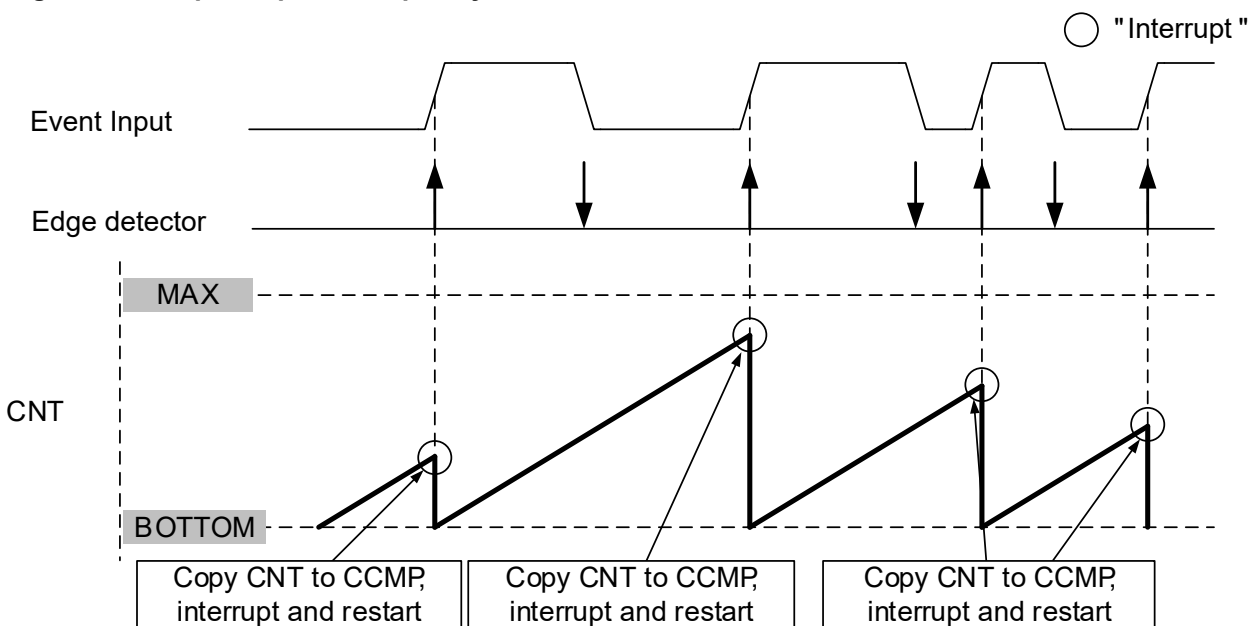 "Interrupt"
Event Input
Edge detector
MAX
CNT
BOTTOM
Copy CNT to CCMP,
interrupt and restart
Copy CNT to CCMP,
interrupt and restart
Copy CNT to CCMP,
interrupt and restart